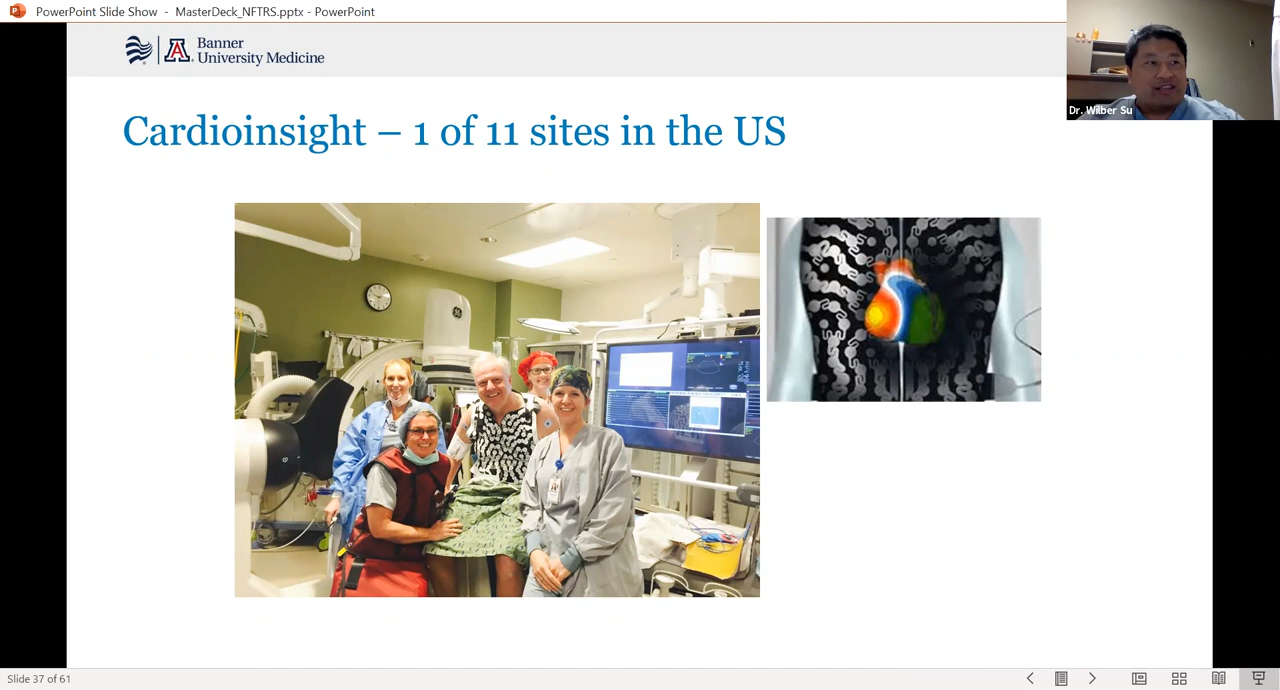 PowerPoint Slide Show - MasterDeck_NFTRS.pptx - PowerPoint
Banner
University Medicine
Dr. Wilber Su
Cardioinsight – 1 of 11 sites in the US
Slide 37 of 61